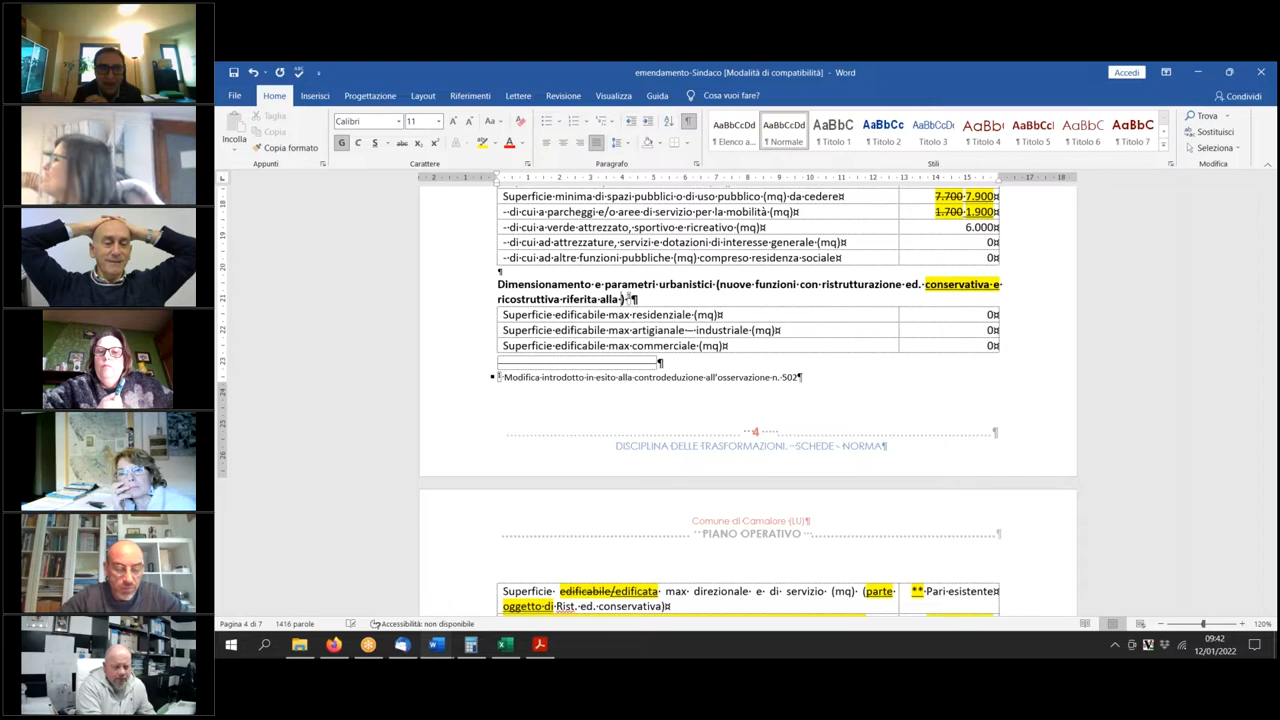 emendamento-Sindaco [Modalità di compatibilità] - Word
Accedi
File Home Inserisci Progettazione Layout Riferimenti Lettere Revisione Visualizza Guida Cosa vuoi fare?
Condividi
Incolla
Taglia
Copia
Copia formato
Calibri 11
G C S abc x₂ x²
AaBbCcDd AaBbCcDd AaBbC AaBbCc AaBbCcDd AaBbC AaBbCc AaBbC AaBbC
¶ Elenco a... ¶ Normale ¶ Titolo 1 ¶ Titolo 2 ¶ Titolo 3 ¶ Titolo 4 ¶ Titolo 5 ¶ Titolo 6 ¶ Titolo 7
Trova
Sostituisci
Seleziona
Appunti Carattere Paragrafo Stili Modifica
Superficie·minima·di·spazi·pubblici·o·di·uso·pubblico·(mq)·da·cedere¤ 7.700·7.900¤
--·di·cui·a·parcheggi·e/o·aree·di·servizio·per·la·mobilità·(mq)¤ 1.700·1.900¤
--·di·cui·a·verde·attrezzato,·sportivo·e·ricreativo·(mq)¤ 6.000¤
--·di·cui·ad·attrezzature,·servizi·e·dotazioni·di·interesse·generale·(mq)¤ 0¤
--·di·cui·ad·altre·funzioni·pubbliche·(mq)·compreso·residenza·sociale¤ 0¤
¶
Dimensionamento·e·parametri·urbanistici·(nuove·funzioni·con·ristrutturazione·ed.·conservativa·e·
ricostruttiva·riferita·alla·)·¶
Superficie·edificabile·max·residenziale·(mq)¤ 0¤
Superficie·edificabile·max·artigianale·–·industriale·(mq)¤ 0¤
Superficie·edificabile·max·commerciale·(mq)¤ 0¤
¶
1·Modifica·introdotto·in·esito·alla·controdeduzione·all'osservazione·n.·502¶
4
DISCIPLINA·DELLE·TRASFORMAZIONI.·SCHEDE·-·NORMA¶
Comune·di·Camaiore·(LU)¶
PIANO·OPERATIVO
Superficie· edificabile/edificata· max· direzionale· e· di· servizio· (mq)· (parte· **·Pari·esistente¤
oggetto·di·Rist.·ed.·conservativa)¤
Pagina 4 di 7 1416 parole Accessibilità: non disponibile 120%
09:42
12/01/2022